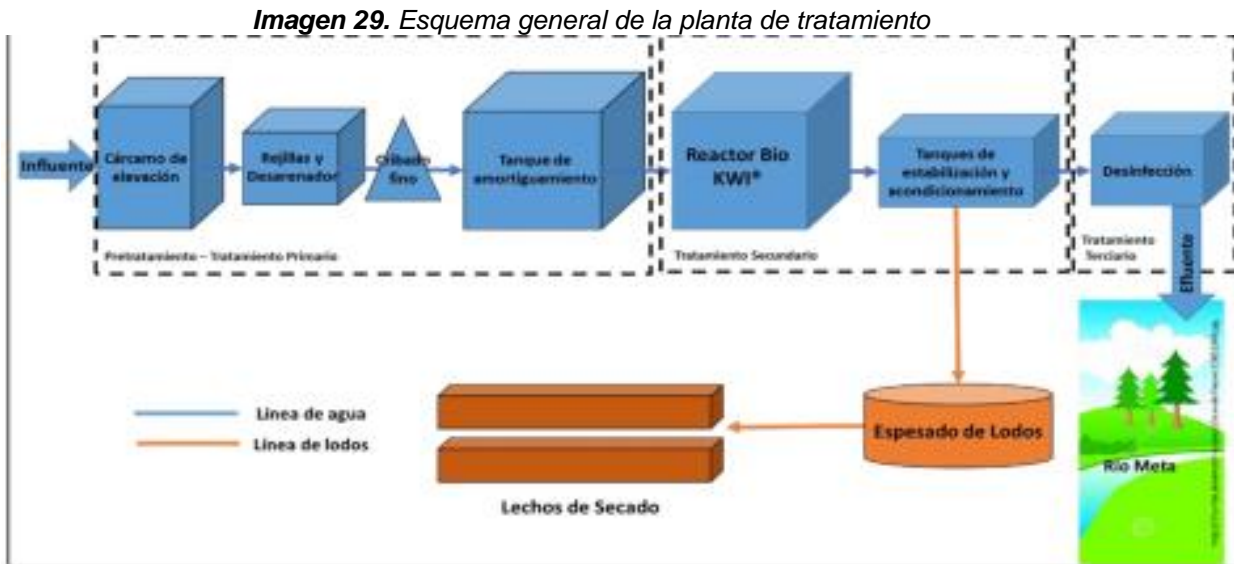 Imagen 29. Esquema general de la planta de tratamiento
Influente
Cárcamo de
elevación
Rejillas y
Desarenador
Cribado
fino
Tanque de
amortiguamiento
Pretratamiento – Tratamiento Primario
Reactor Bio
KWI®
Tanques de
estabilización y
acondicionamiento
Tratamiento Secundario
Desinfección
Tratamiento
Terciario
Efluente
Río Meta
Línea de agua
Línea de lodos
Espesado de Lodos
Lechos de Secado